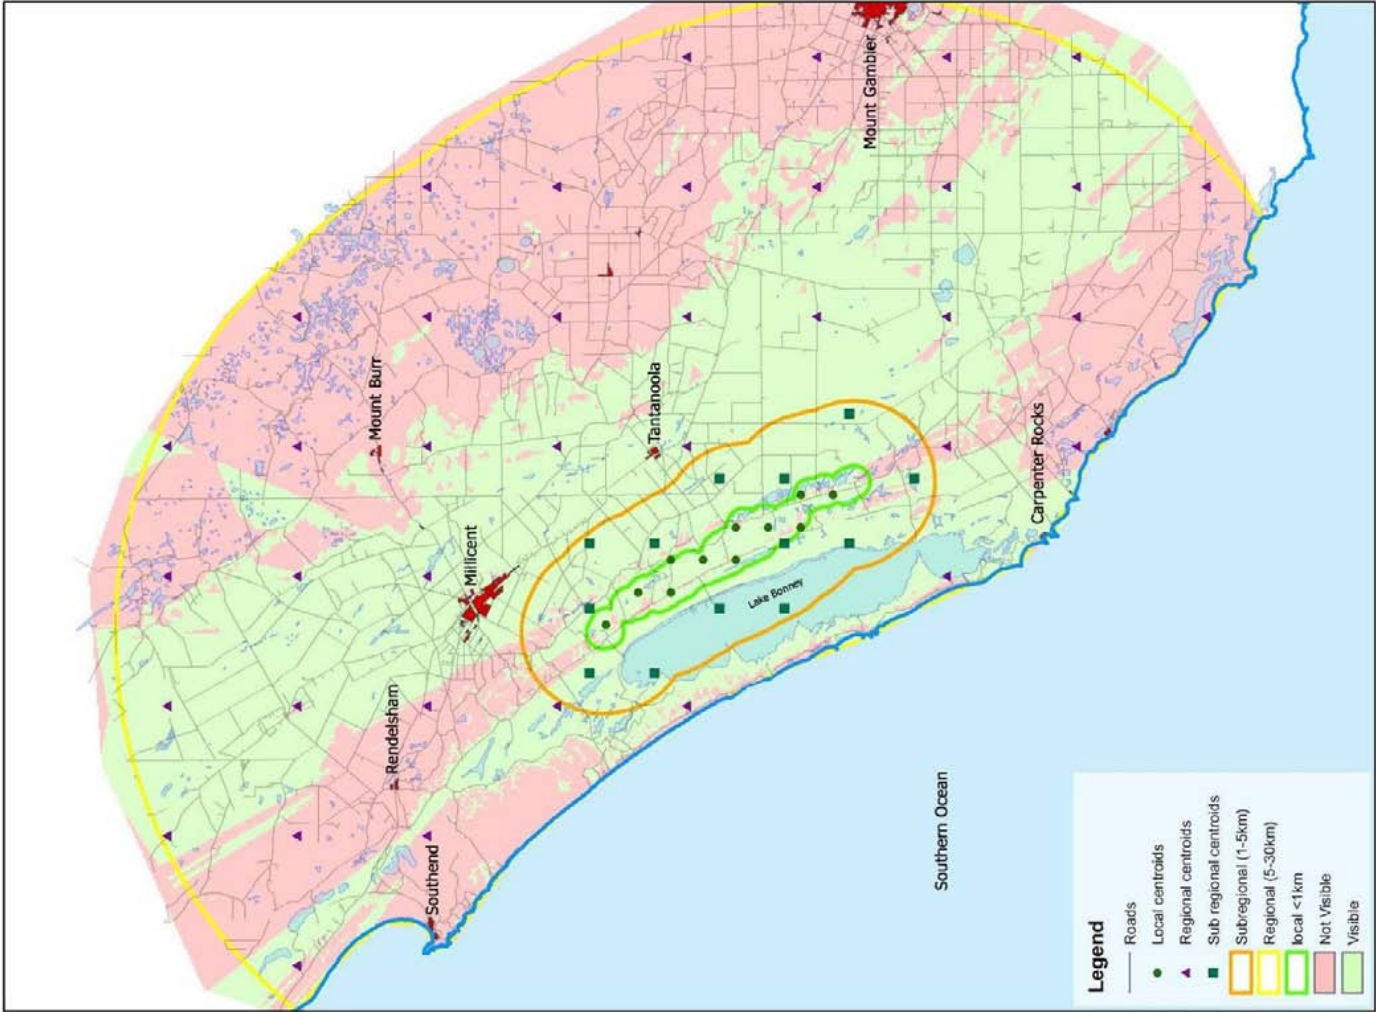 Mount Gambier
Mount Burr
Tantanoola
Millicent
Carpenter Rocks
Lake Bonney
Rendelsham
Southend
Southern Ocean
Legend
Roads
Local centroids
Regional centroids
Sub regional centroids
Subregional (1-5km)
Regional (5-30km)
local <1km
Not Visible
Visible